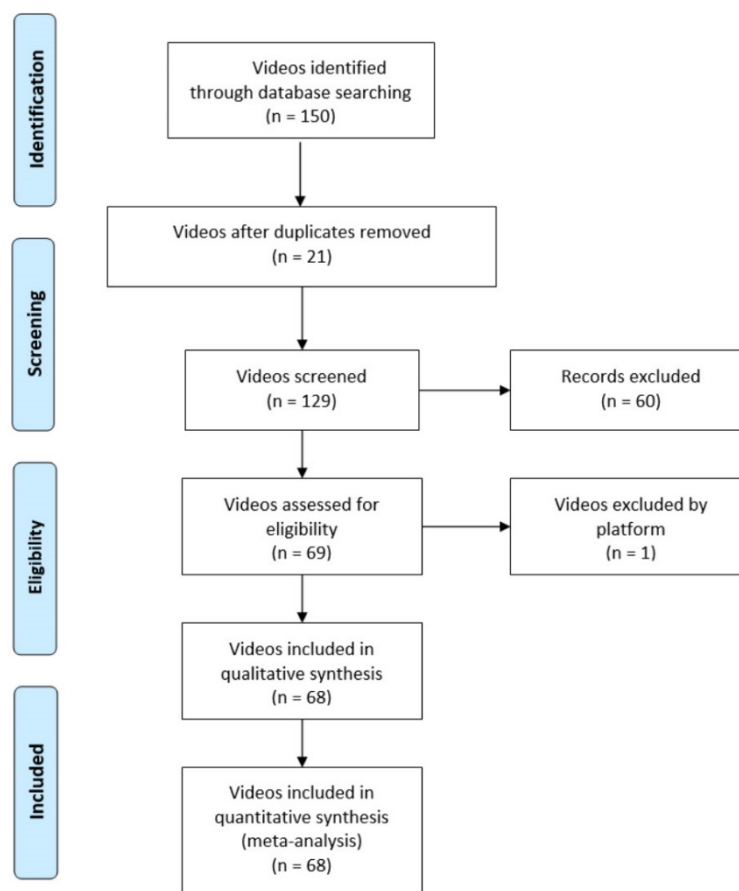 Identification
Videos identified
through database searching
(n = 150)
Videos after duplicates removed
(n = 21)
Screening
Videos screened
(n = 129)
Records excluded
(n = 60)
Eligibility
Videos assessed for
eligibility
(n = 69)
Videos excluded by
platform
(n = 1)
Videos included in
qualitative synthesis
(n = 68)
Included
Videos included in
quantitative synthesis
(meta-analysis)
(n = 68)